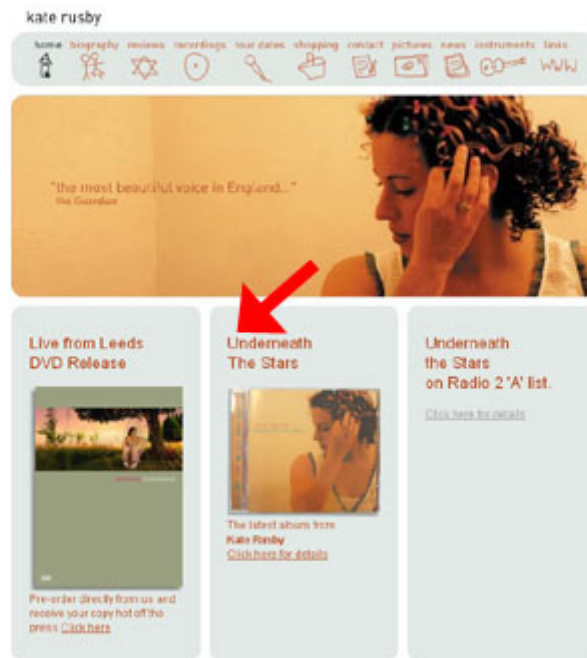 kate rusby
home biography reviews recordings tour dates shopping contact pictures news instruments links
WWW
"the most beautiful voice in England..."
the Guardian
Live from Leeds
DVD Release
Pre-order directly from us and
receive your copy hot off the
press Click here
Underneath
The Stars
The latest album from
Kate Rusby
Click here for details
Underneath
the Stars
on Radio 2 'A' list.
Click here for details